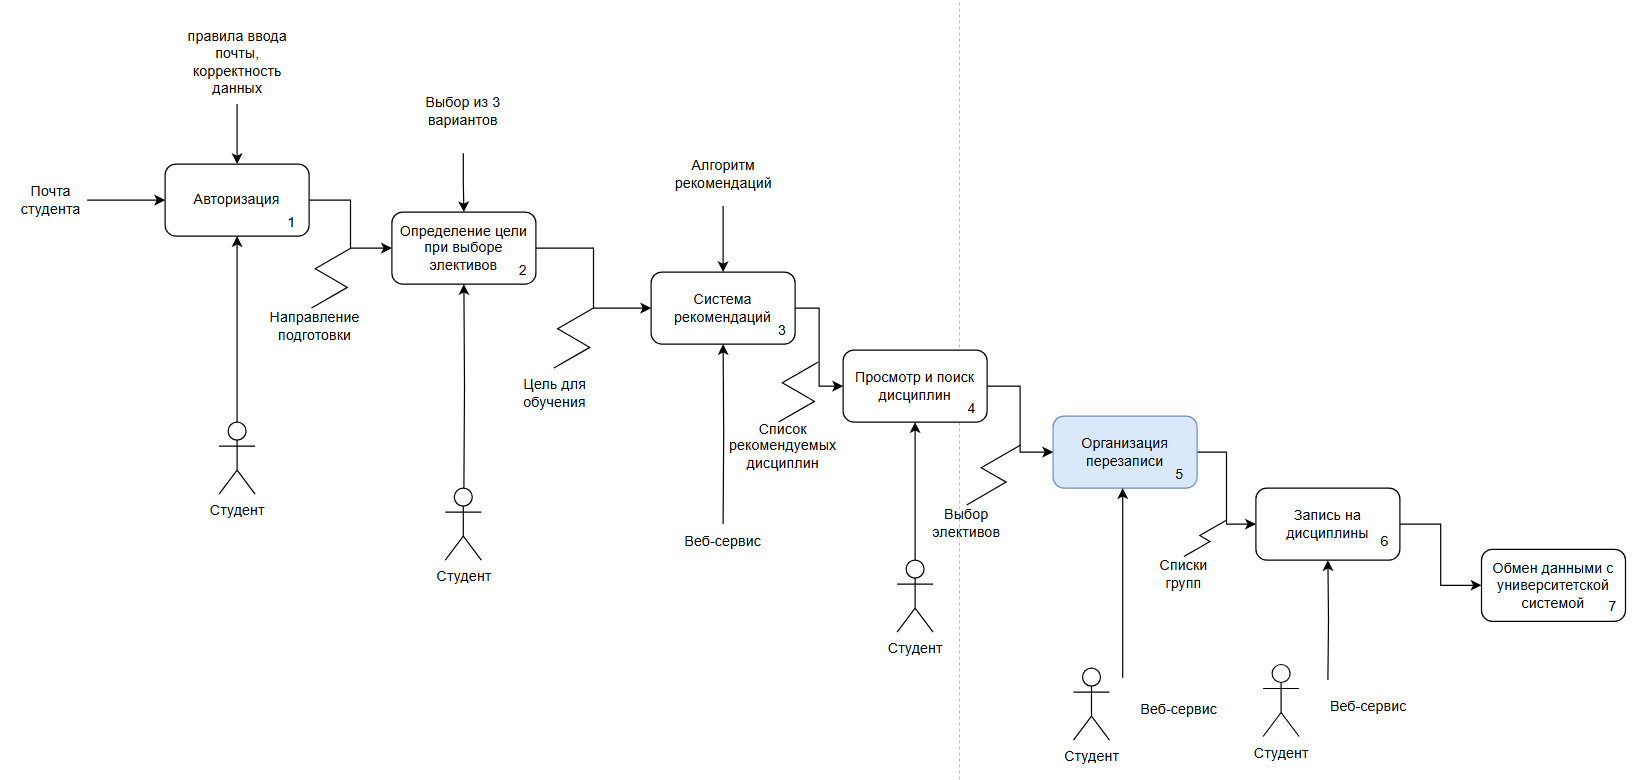 правила ввода
почты,
корректность
данных
Почта
студента
Авторизация
1
Направление
подготовки
Студент
Выбор из 3
вариантов
Определение цели
при выборе
элективов
2
Цель для
обучения
Студент
Алгоритм
рекомендаций
Система
рекомендаций
3
Список
рекомендуемых
дисциплин
Веб-сервис
Просмотр и поиск
дисциплин
4
Выбор
элективов
Студент
Организация
перезаписи
5
Списки
групп
Студент
Веб-сервис
Запись на
дисциплины
6
Студент
Веб-сервис
Обмен данными с
университетской
системой
7